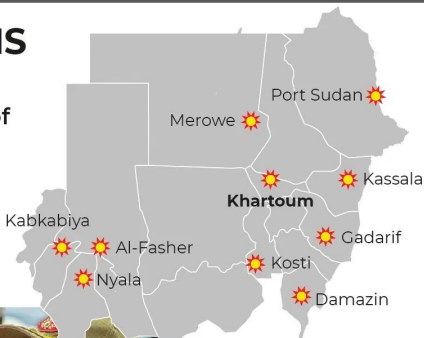 Port Sudan
Merowe
Kassala
Khartoum
Kabkabiya
Gadarif
Al-Fasher
Kosti
Nyala
Damazin